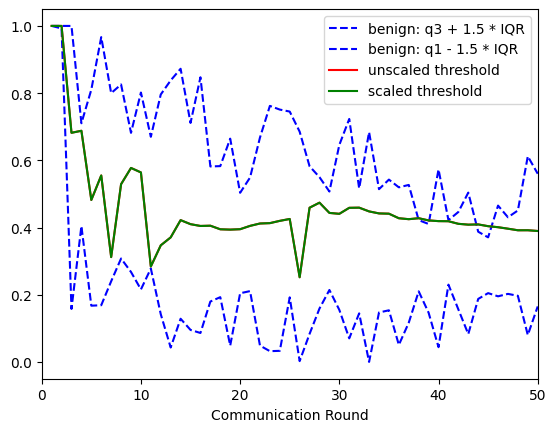 benign: q3 + 1.5 * IQR
benign: q1 - 1.5 * IQR
unscaled threshold
scaled threshold
1.0
0.8
0.6
0.4
0.2
0.0
0 10 20 30 40 50
Communication Round